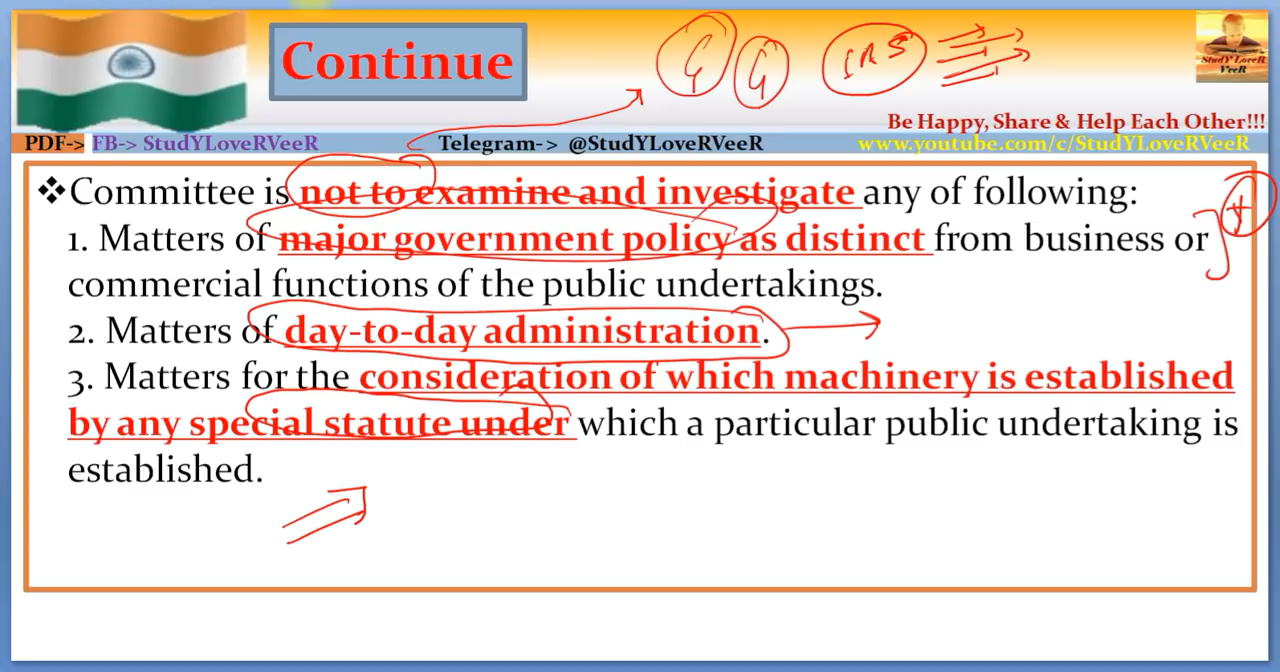 Continue
G G IRS
StudY LoveR
VeeR
Be Happy, Share & Help Each Other!!!
PDF-> FB-> StudYLoveRVeeR Telegram-> @StudYLoveRVeeR www.youtube.com/c/StudYLoveRVeeR
❖Committee is not to examine and investigate any of following:
1. Matters of major government policy as distinct from business or
commercial functions of the public undertakings.
2. Matters of day-to-day administration.
3. Matters for the consideration of which machinery is established
by any special statute under which a particular public undertaking is
established.